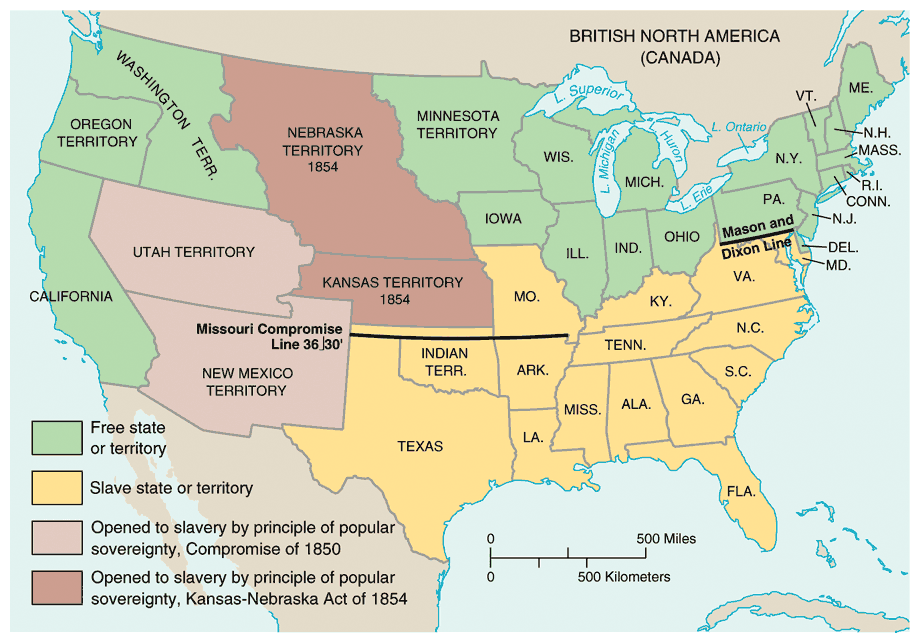 BRITISH NORTH AMERICA
(CANADA)
WASHINGTON TERR.
OREGON
TERRITORY
NEBRASKA
TERRITORY
1854
MINNESOTA
TERRITORY
L. Superior
L. Michigan
L. Huron
L. Ontario
L. Erie
VT.
ME.
N.H.
MASS.
N.Y.
R.I.
CONN.
WIS.
MICH.
PA.
N.J.
IOWA
ILL.
IND.
OHIO
Mason and
Dixon Line
DEL.
MD.
UTAH TERRITORY
KANSAS TERRITORY
1854
MO.
VA.
KY.
CALIFORNIA
Missouri Compromise
Line 36]30'
N.C.
TENN.
INDIAN
TERR.
ARK.
S.C.
NEW MEXICO
TERRITORY
MISS.
ALA.
GA.
TEXAS
LA.
FLA.
Free state
or territory
Slave state or territory
Opened to slavery by principle of popular
sovereignty, Compromise of 1850
Opened to slavery by principle of popular
sovereignty, Kansas-Nebraska Act of 1854
0 500 Miles
0 500 Kilometers